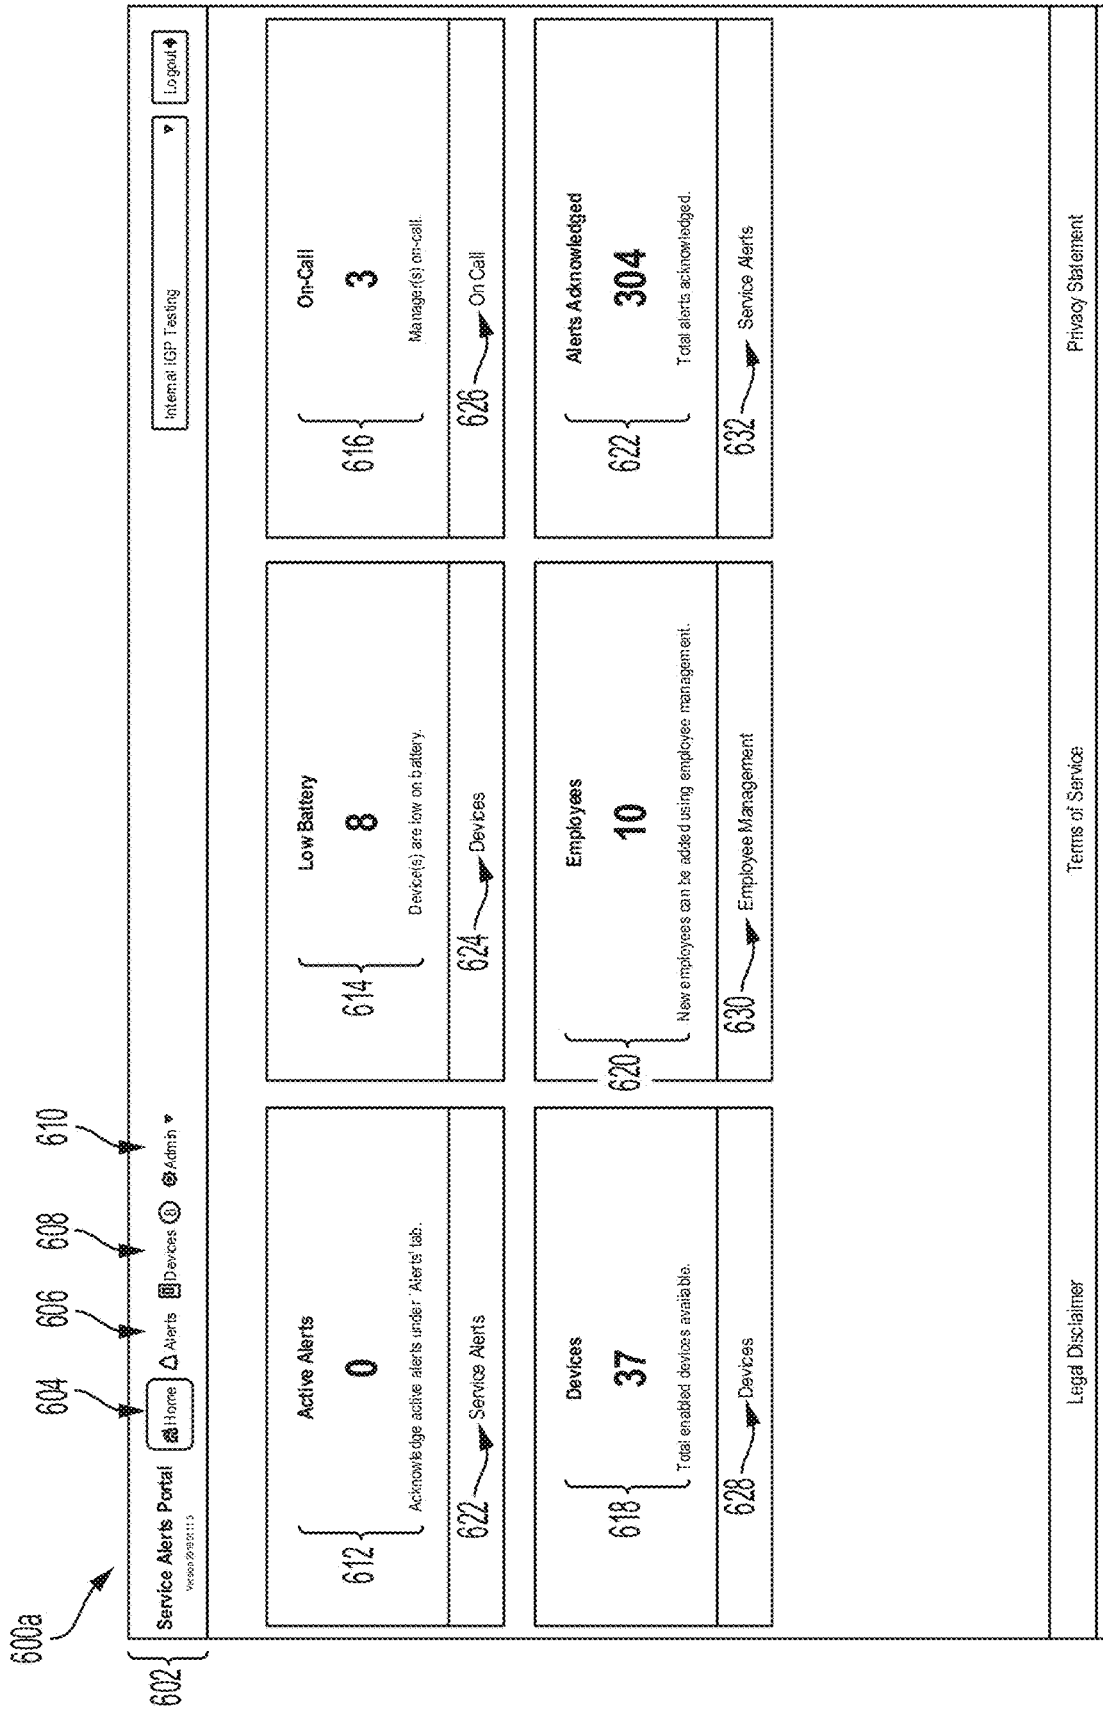 600a
602
604
606
608
610
Service Alerts Portal
Home
Alerts
Devices 8
Admin
Internal IGP Testing
Logout
Active Alerts
0
Acknowledge active alerts under 'Alerts' tab.
612
622
Service Alerts
Low Battery
8
Device(s) are low on battery.
614
624
Devices
On-Call
3
Manager(s) on-call.
616
626
On Call
Devices
37
Total enabled devices available.
618
628
Devices
Employees
10
New employees can be added using employee management.
620
630
Employee Management
Alerts Acknowledged
304
Total alerts acknowledged.
622
632
Service Alerts
Legal Disclaimer
Terms of Service
Privacy Statement